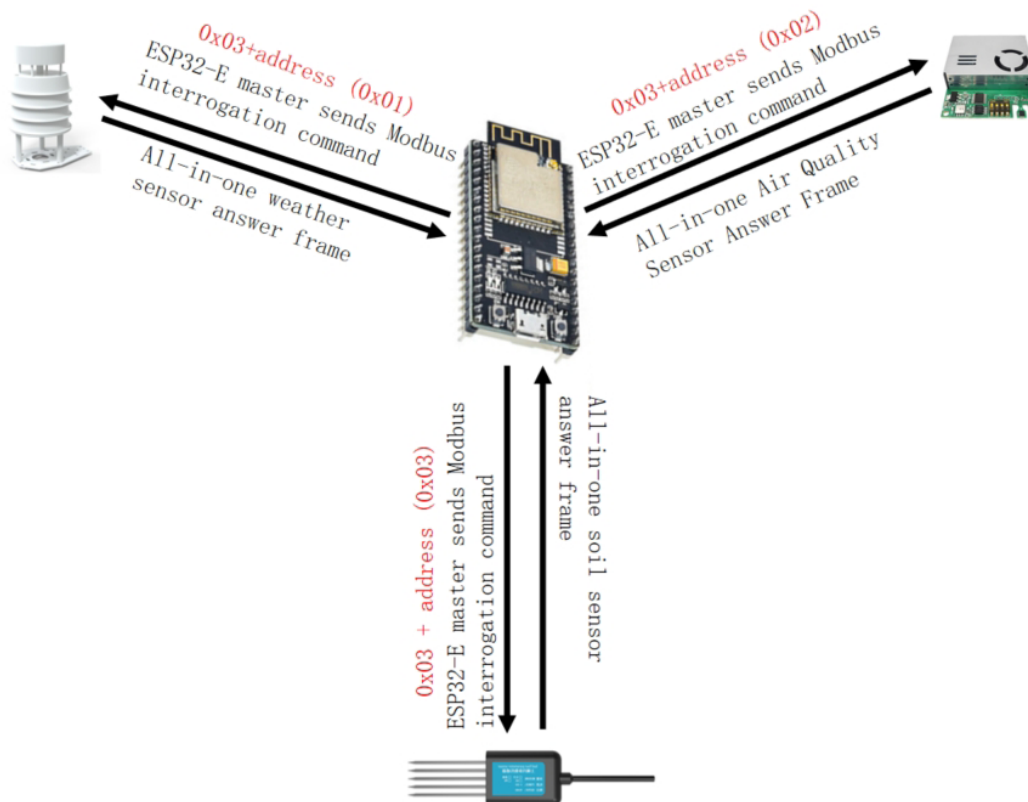 0x03+address (0x01)
ESP32-E master sends Modbus
interrogation command
All-in-one weather
sensor answer frame
0x03+address (0x02)
ESP32-E master sends Modbus
interrogation command
All-in-one Air Quality
Sensor Answer Frame
0x03 + address (0x03)
ESP32-E master sends Modbus
interrogation command
All-in-one soil sensor
answer frame